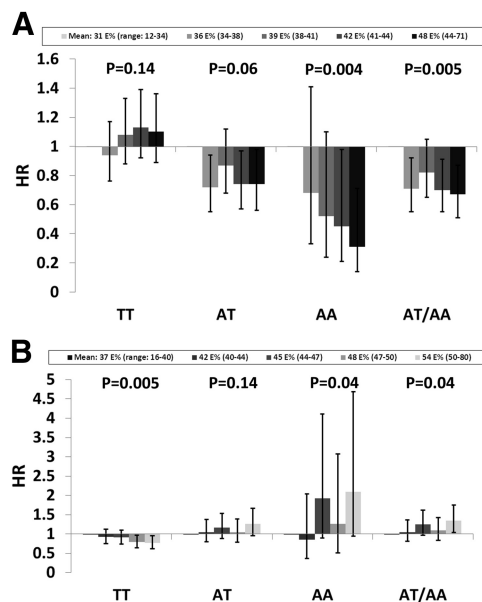 A
Mean: 31 E% (range: 12-34) 36 E% (34-38) 39 E% (38-41) 42 E% (41-44) 48 E% (44-71)
1.6
1.4
1.2
1
0.8
0.6
0.4
0.2
0
HR
P=0.14 P=0.06 P=0.004 P=0.005
TT AT AA AT/AA
B
Mean: 37 E% (range: 16-40) 42 E% (40-44) 45 E% (44-47) 48 E% (47-50) 54 E% (50-80)
5
4.5
4
3.5
3
2.5
2
1.5
1
0.5
0
HR
P=0.005 P=0.14 P=0.04 P=0.04
TT AT AA AT/AA